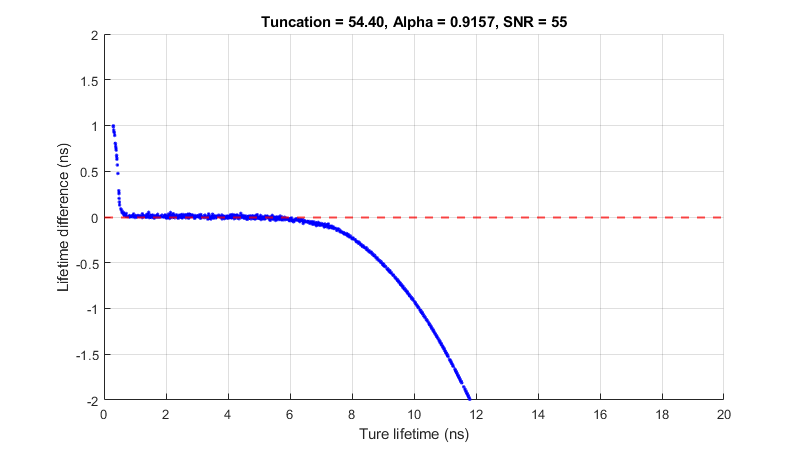 Tuncation = 54.40, Alpha = 0.9157, SNR = 55
2
1.5
1
0.5
0
-0.5
-1
-1.5
-2
Lifetime difference (ns)
0 2 4 6 8 10 12 14 16 18 20
Ture lifetime (ns)